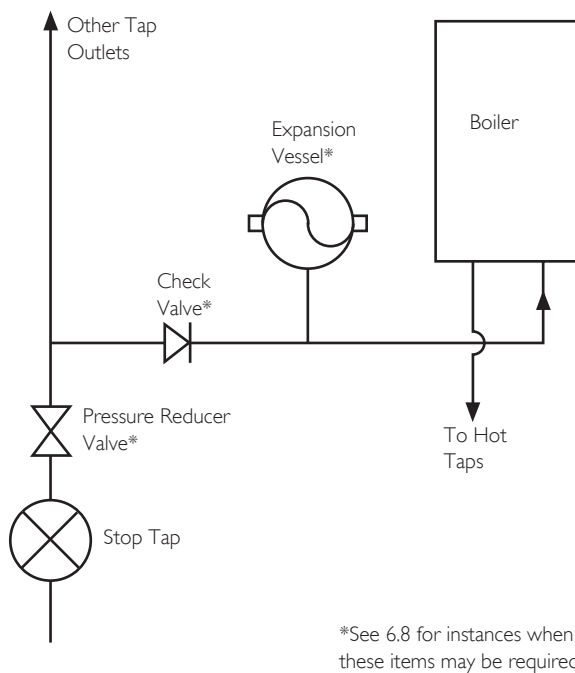 Other Tap
Outlets
Boiler
Expansion
Vessel*
Check
Valve*
Pressure Reducer
Valve*
To Hot
Taps
Stop Tap
*See 6.8 for instances when
these items may be required